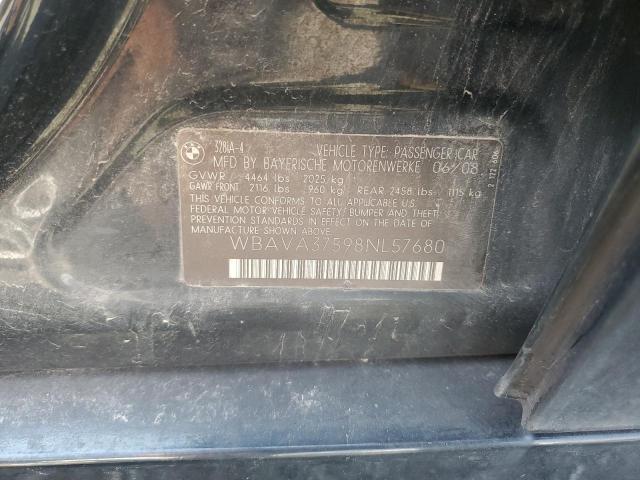 328IA-4 VEHICLE TYPE: PASSENGER CAR
MFD BY BAYERISCHE MOTORENWERKE 06/08
GVWR 4464 lbs 2025 kg
GAWR FRONT 2116 lbs 960 kg REAR 2458 lbs 1115 kg
THIS VEHICLE CONFORMS TO ALL APPLICABLE
FEDERAL MOTOR VEHICLE SAFETY, BUMPER AND THEFT
PREVENTION STANDARDS IN EFFECT ON THE DATE OF
MANUFACTURE SHOWN ABOVE.
WBAVA37598NL57680